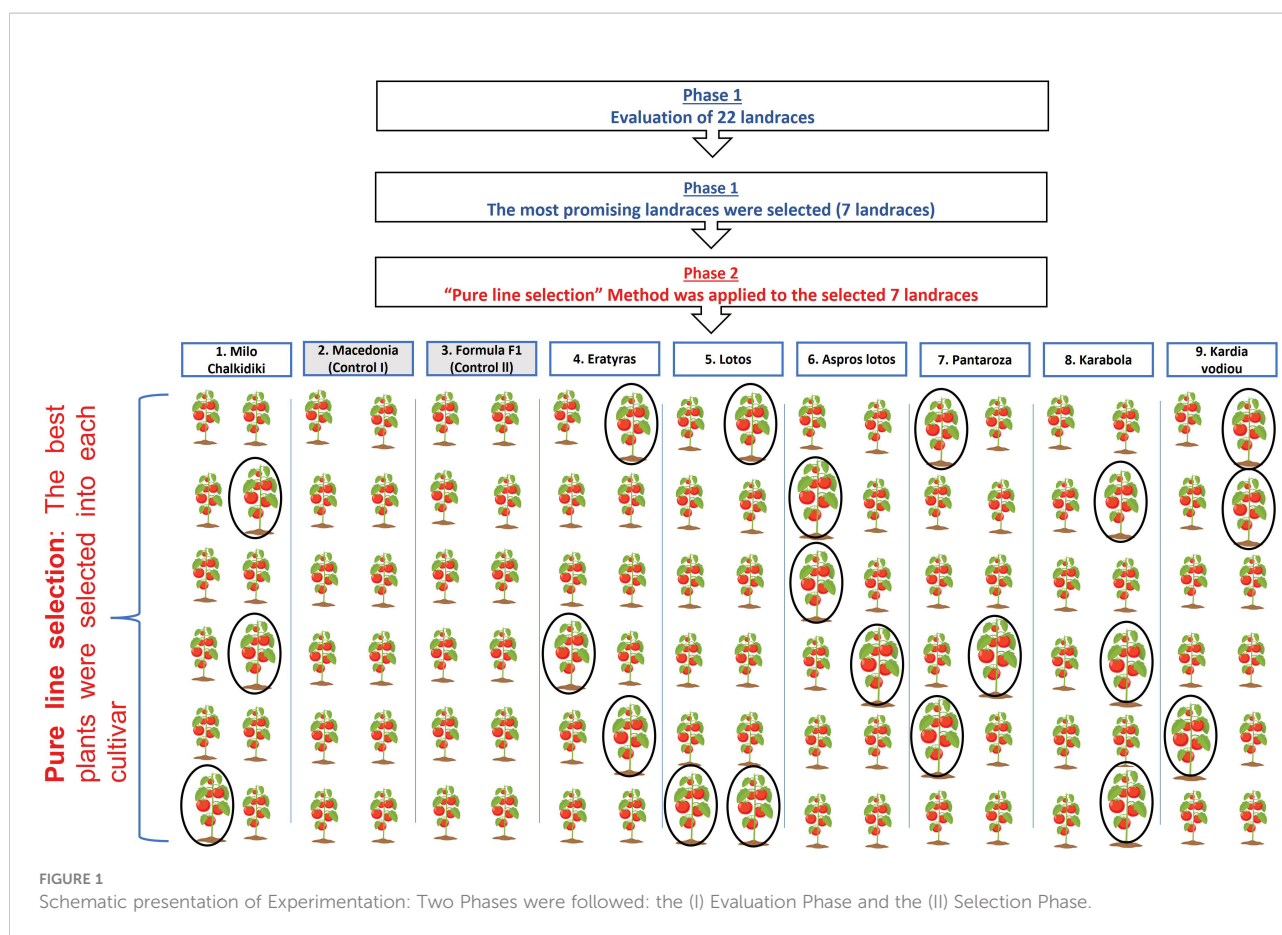 Phase 1
Evaluation of 22 landraces
Phase 1
The most promising landraces were selected (7 landraces)
Phase 2
“Pure line selection” Method was applied to the selected 7 landraces
1. Milo
Chalkidiki
2. Macedonia
(Control I)
3. Formula F1
(Control II)
4. Eratyras
5. Lotos
6. Aspros lotos
7. Pantaroza
8. Karabola
9. Kardia
vodiou
Pure line selection: The best
plants were selected into each
cultivar
FIGURE 1
Schematic presentation of Experimentation: Two Phases were followed: the (I) Evaluation Phase and the (II) Selection Phase.